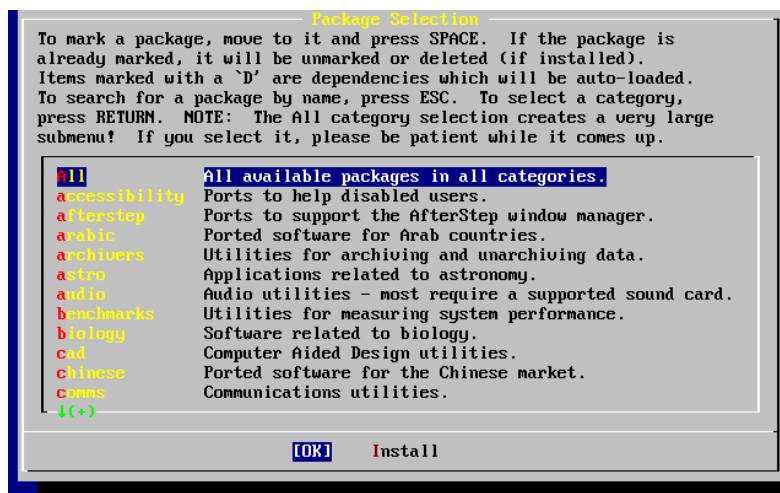 Package Selection
To mark a package, move to it and press SPACE.  If the package is
already marked, it will be unmarked or deleted (if installed).
Items marked with a `D' are dependencies which will be auto-loaded.
To search for a package by name, press ESC.  To select a category,
press RETURN.  NOTE:  The All category selection creates a very large
submenu!  If you select it, please be patient while it comes up.
All All available packages in all categories.
accessibility Ports to help disabled users.
afterstep Ports to support the AfterStep window manager.
arabic Ported software for Arab countries.
archivers Utilities for archiving and unarchiving data.
astro Applications related to astronomy.
audio Audio utilities - most require a supported sound card.
benchmarks Utilities for measuring system performance.
biology Software related to biology.
cad Computer Aided Design utilities.
chinese Ported software for the Chinese market.
comms Communications utilities.
↓(+)
[OK] Install